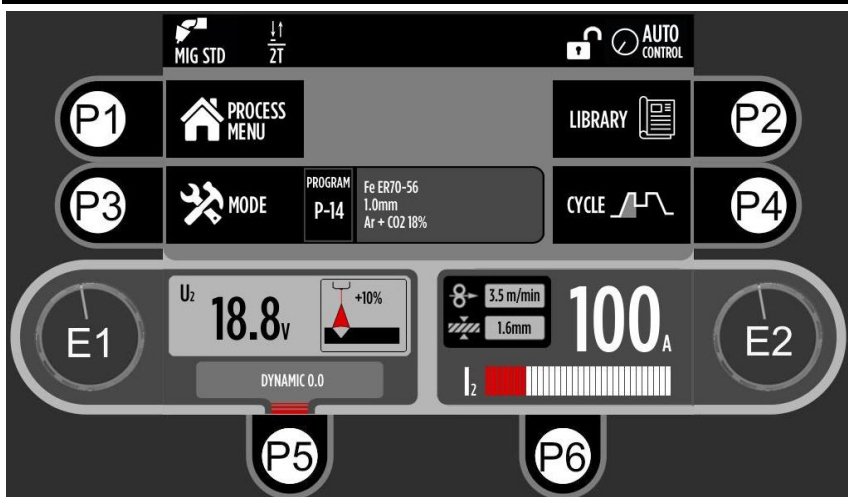 MIG STD
2T
AUTO
CONTROL
P1
PROCESS
MENU
LIBRARY
P2
P3
MODE
PROGRAM
P-14
Fe ER70-56
1.0mm
Ar + CO2 18%
CYCLE
P4
E1
U2
18.8V
+10%
DYNAMIC 0.0
3.5 m/min
1.6mm
100A
I2
E2
P5
P6